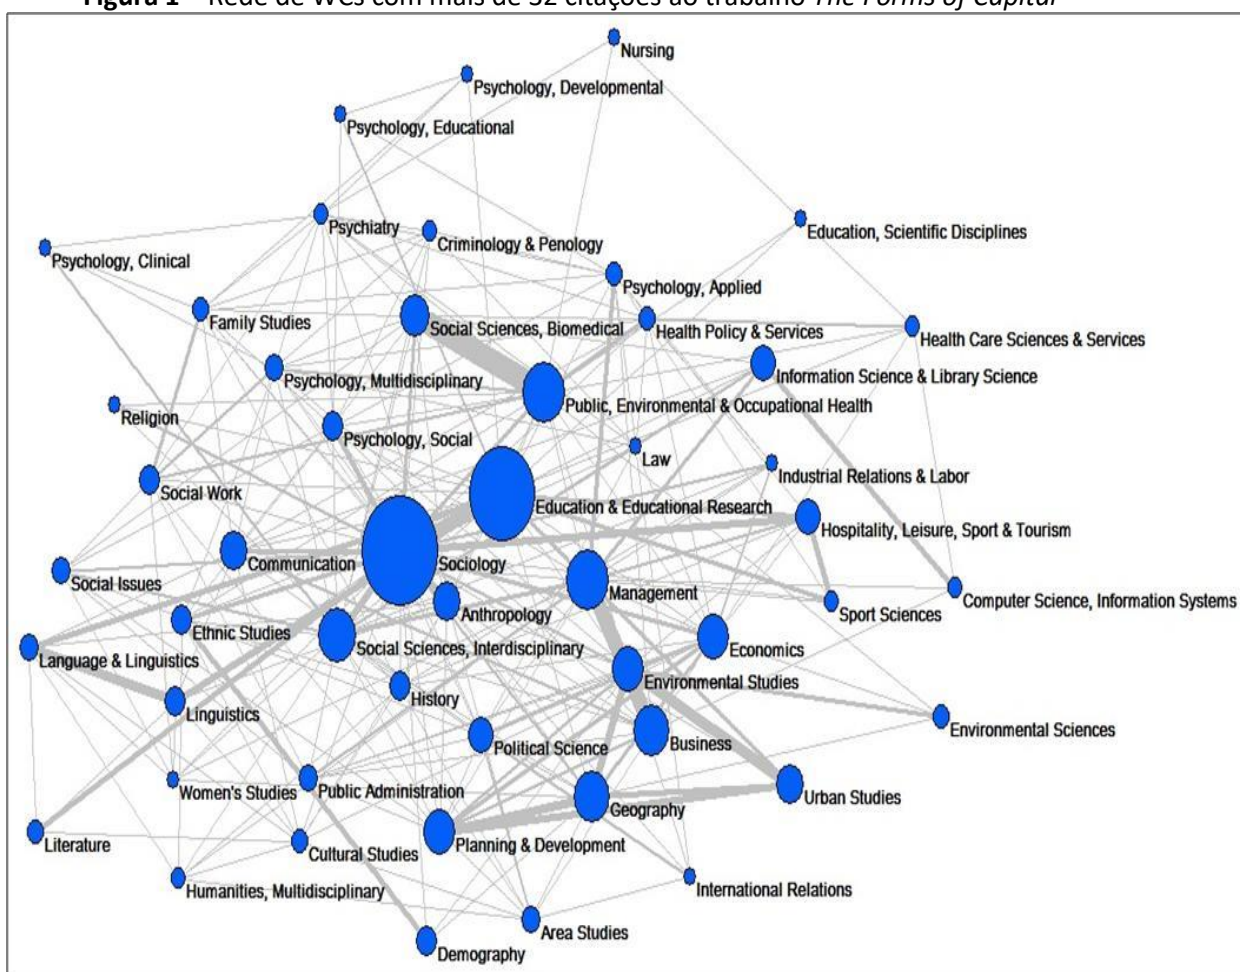 Figura 1 – Rede de WCs com mais de 32 citações ao trabalho The Forms of Capital
Nursing
Psychology, Developmental
Psychology, Educational
Psychiatry
Education, Scientific Disciplines
Criminology & Penology
Psychology, Clinical
Psychology, Applied
Family Studies
Social Sciences, Biomedical
Health Policy & Services
Health Care Sciences & Services
Psychology, Multidisciplinary
Information Science & Library Science
Public, Environmental & Occupational Health
Religion
Psychology, Social
Law
Industrial Relations & Labor
Social Work
Education & Educational Research
Hospitality, Leisure, Sport & Tourism
Communication
Sociology
Social Issues
Management
Computer Science, Information Systems
Anthropology
Sport Sciences
Ethnic Studies
Social Sciences, Interdisciplinary
Economics
Language & Linguistics
Environmental Studies
History
Linguistics
Environmental Sciences
Political Science
Business
Women's Studies
Public Administration
Urban Studies
Geography
Literature
Planning & Development
Cultural Studies
Humanities, Multidisciplinary
International Relations
Area Studies
Demography